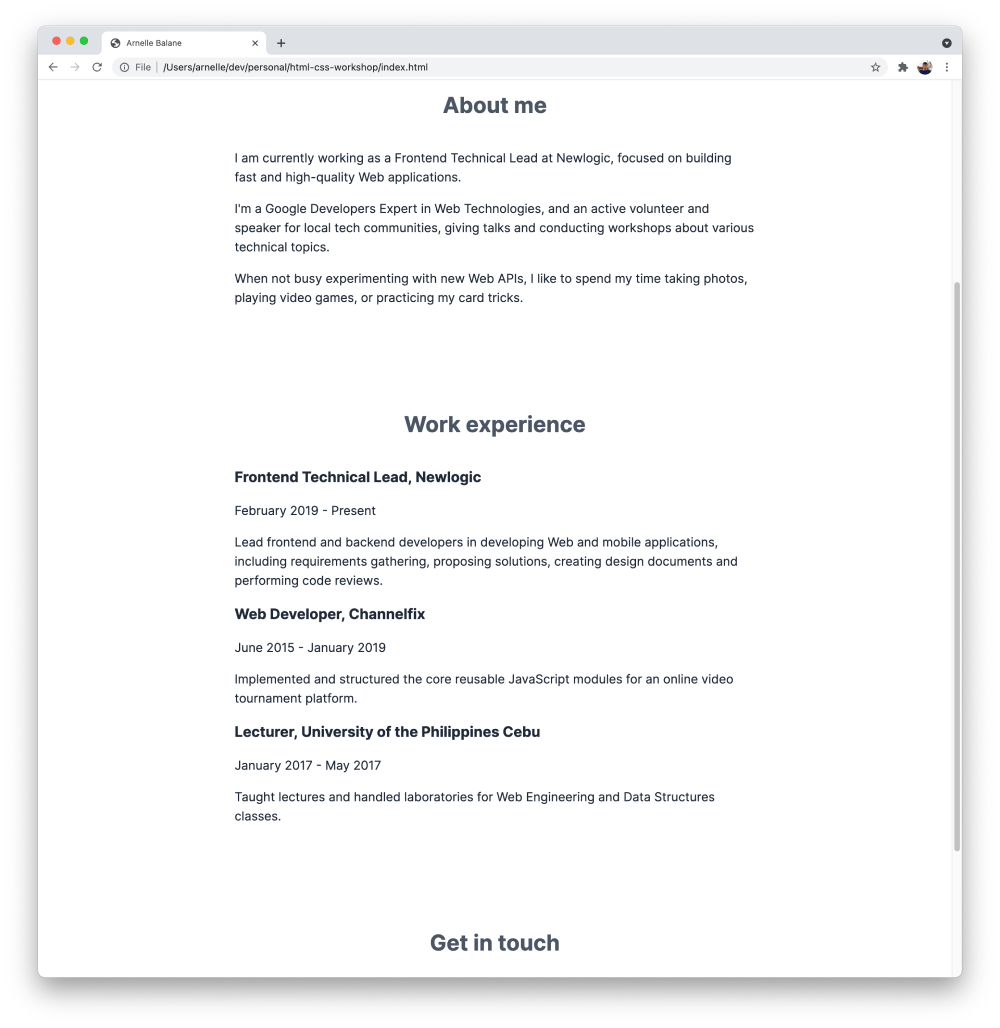 Arnelle Balane
File
/Users/arnelle/dev/personal/html-css-workshop/index.html
About me
I am currently working as a Frontend Technical Lead at Newlogic, focused on building
fast and high-quality Web applications.
I'm a Google Developers Expert in Web Technologies, and an active volunteer and
speaker for local tech communities, giving talks and conducting workshops about various
technical topics.
When not busy experimenting with new Web APIs, I like to spend my time taking photos,
playing video games, or practicing my card tricks.
Work experience
Frontend Technical Lead, Newlogic
February 2019 - Present
Lead frontend and backend developers in developing Web and mobile applications,
including requirements gathering, proposing solutions, creating design documents and
performing code reviews.
Web Developer, Channelfix
June 2015 - January 2019
Implemented and structured the core reusable JavaScript modules for an online video
tournament platform.
Lecturer, University of the Philippines Cebu
January 2017 - May 2017
Taught lectures and handled laboratories for Web Engineering and Data Structures
classes.
Get in touch